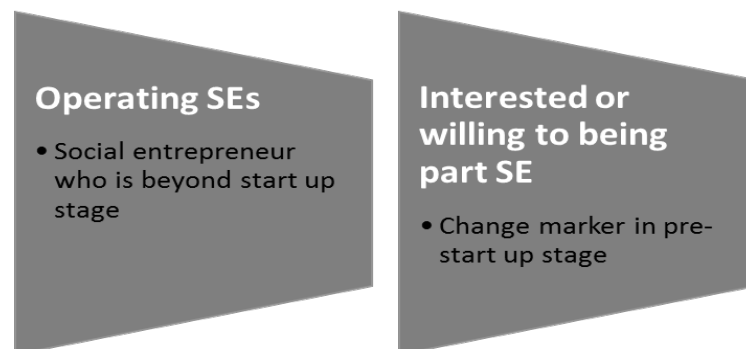 Operating SEs
• Social entrepreneur
who is beyond start up
stage
Interested or
willing to being
part SE
• Change marker in pre-
start up stage